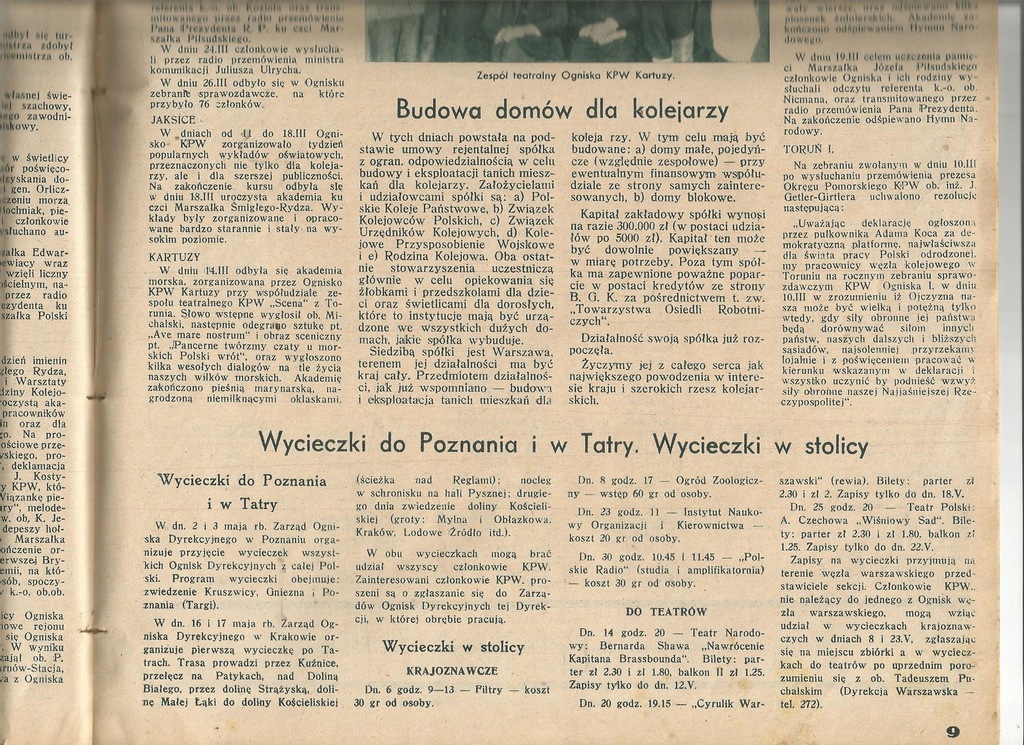 referenta k.-o. ob. Kozioła oraz trans-
mitowanego przez radio przemówienia
Pana Prezydenta R. P. ku czci Mar-
szałka Piłsudskiego.
W dniu 24.III członkowie wysłucha-
li przez radio przemówienia ministra
komunikacji Juliusza Ulrycha.
W dniu 26.III odbyło się w Ognisku
zebranie sprawozdawcze, na które
przybyło 76 członków.
JAKSICE
W dniach od 11 do 18.III Ogni-
sko KPW zorganizowało tydzień
popularnych wykładów oświatowych,
przeznaczonych nie tylko dla koleja-
rzy, ale i dla szerszej publiczności.
Na zakończenie kursu odbyła się
w dniu 18.III uroczysta akademia ku
czci Marszałka Śmigłego-Rydza. Wy-
kłady były zorganizowane i opraco-
wane bardzo starannie i stały na wy-
sokim poziomie.
KARTUZY
W dniu 14.III odbyła się akademia
morska, zorganizowana przez Ognisko
KPW Kartuzy przy współudziale ze-
społu teatralnego KPW „Scena” z To-
runia. Słowo wstępne wygłosił ob. Mi-
chalski, następnie odegrano sztukę pt.
„Ave mare nostrum” i obraz sceniczny
pt. „Pancerne twórzmy czaty u mor-
skich Polski wrót”, oraz wygłoszono
kilka wesołych dialogów na tle życia
naszych wilków morskich. Akademię
zakończono pieśnią marynarską, na-
grodzoną niemilknącymi oklaskami.
Zespół teatralny Ogniska KPW Kartuzy.
Budowa domów dla kolejarzy
W tych dniach powstała na pod-
stawie umowy rejentalnej spółka
z ogran. odpowiedzialnością w celu
budowy i eksploatacji tanich miesz-
kań dla kolejarzy. Założycielami
i udziałowcami spółki są: a) Pol-
skie Koleje Państwowe, b) Związek
Kolejowców Polskich, c) Związek
Urzędników Kolejowych, d) Kole-
jowe Przysposobienie Wojskowe
i e) Rodzina Kolejowa. Oba ostat-
nie stowarzyszenia uczestniczą
głównie w celu opiekowania się
żłobkami i przedszkolami dla dzie-
ci oraz świetlicami dla dorosłych,
które to instytucje mają być urzą-
dzone we wszystkich dużych do-
mach, jakie spółka wybuduje.
Siedzibą spółki jest Warszawa,
terenem jej działalności ma być
kraj cały. Przedmiotem działalnoś-
ci, jak już wspomniano — budowa
i eksploatacja tanich mieszkań dla
koleja rzy. W tym celu mają być
budowane: a) domy małe, pojedyń-
cze (względnie zespołowe) — przy
ewentualnym finansowym współu-
dziale ze strony samych zaintere-
sowanych, b) domy blokowe.
Kapitał zakładowy spółki wynosi
na razie 300.000 zł (w postaci udzia-
łów po 5000 zł). Kapitał ten może
być dowolnie powiększany
w miarę potrzeby. Poza tym spół-
ka ma zapewnione poważne popar-
cie w postaci kredytów ze strony
B. G. K. za pośrednictwem t. zw.
„Towarzystwa Osiedli Robotni-
czych”.
Działalność swoją spółka już roz-
poczęła.
Życzymy jej z całego serca jak
największego powodzenia w intere-
sie kraju i szerokich rzesz kolejar-
skich.
wały wiersze, oraz odśpiewano kilka
piosenek żołnierskich. Akademię za-
kończono odśpiewaniem Hymnu Naro-
dowego.
W dniu 19.III celem uczczenia pamię-
ci Marszałka Józefa Piłsudskiego
członkowie Ogniska i ich rodziny wy-
słuchali odczytu referenta k.-o. ob.
Nicmana, oraz transmitowanego przez
radio przemówienia Pana Prezydenta.
Na zakończenie odśpiewano Hymn Na-
rodowy.
TORUŃ I.
Na zebraniu zwołanym w dniu 10.III
po wysłuchaniu przemówienia prezesa
Okręgu Pomorskiego KPW ob. inż. J.
Getler-Girtlera uchwalono rezolucję
następującą:
„Uważając deklarację ogłoszoną
przez pułkownika Adama Koca za de-
mokratyczną platformę, najwłaściwszą
dla świata pracy Polski odrodzonej,
my pracownicy węzła kolejowego w
Toruniu na rocznym zebraniu sprawo-
zdawczym KPW Ogniska I. w dniu
10.III w zrozumieniu iż Ojczyzna na-
sza może być wielką i potężną tylko
wtedy, gdy siły obronne jej państwa
będą dorównywać siłom innych
państw, naszych dalszych i bliższych
sąsiadów, najsolemniej przyrzekamy
lojalnie i z poświęceniem pracować w
kierunku wskazanym w deklaracji i
wszystko uczynić by podnieść wzwyż
siły obronne naszej Najjaśniejszej Rze-
czypospolitej”.
Wycieczki do Poznania i w Tatry. Wycieczki w stolicy
Wycieczki do Poznania
i w Tatry
W dn. 2 i 3 maja rb. Zarząd Ogni-
ska Dyrekcyjnego w Poznaniu orga-
nizuje przyjęcie wycieczek wszyst-
kich Ognisk Dyrekcyjnych z całej Pol-
ski. Program wycieczki obejmuje:
zwiedzenie Kruszwicy, Gniezna i Po-
znania (Targi).
W dn. 16 i 17 maja rb. Zarząd Og-
niska Dyrekcyjnego w Krakowie or-
ganizuje pierwszą wycieczkę po Ta-
trach. Trasa prowadzi przez Kuźnice,
przełęcz na Patykach, nad Doliną
Białego, przez dolinę Strążyską, doli-
nę Małej Łąki do doliny Kościeliskiej
(ścieżka nad Reglami); nocleg
w schronisku na hali Pysznej; drugie-
go dnia zwiedzenie doliny Kościeli-
skiej (groty: Mylna i Obłazkowa.
Kraków, Lodowe Źródło itd.).
W obu wycieczkach mogą brać
udział wszyscy członkowie KPW.
Zainteresowani członkowie KPW, pro-
szeni są o zgłaszanie się do Zarzą-
dów Ognisk Dyrekcyjnych tej Dyrek-
cji, w której obrębie pracują.
Wycieczki w stolicy
KRAJOZNAWCZE
Dn. 6 godz. 9—13 — Filtry — koszt
30 gr od osoby.
Dn. 8 godz. 17 — Ogród Zoologicz-
ny — wstęp 60 gr od osoby.
Dn. 23 godz. 11 — Instytut Nauko-
wy Organizacji i Kierownictwa —
koszt 20 gr od osoby.
Dn. 30 godz. 10.45 i 11.45 — „Pol-
skie Radio” (studia i amplifikatornia)
— koszt 30 gr od osoby.
DO TEATRÓW
Dn. 14 godz. 20 — Teatr Narodo-
wy: Bernarda Shawa „Nawrócenie
Kapitana Brassbounda”. Bilety: par-
ter zł 2.30 i zł 1.80, balkon II zł 1.25.
Zapisy tylko do dn. 12.V.
Dn. 20 godz. 19.15 — „Cyrulik War-
szawski” (rewia). Bilety: parter zł
2.30 i zł 2. Zapisy tylko do dn. 18.V.
Dn. 25 godz. 20 — Teatr Polski:
A. Czechowa „Wiśniowy Sad”. Bile-
ty: parter zł 2.30 i zł 1.80, balkon zł
1.25. Zapisy tylko do dn. 22.V.
Zapisy na wycieczki przyjmują na
terenie węzła warszawskiego przed-
stawiciele sekcji. Członkowie KPW.,
nie należący do jednego z Ognisk wę-
zła warszawskiego, mogą wziąć
udział w wycieczkach krajoznaw-
czych w dniach 8 i 23.V, zgłaszając
się na miejscu zbiórki a w wyciecz-
kach do teatrów po uprzednim poro-
zumieniu się z ob. Tadeuszem Pu-
chalskim (Dyrekcja Warszawska —
tel. 272).
9